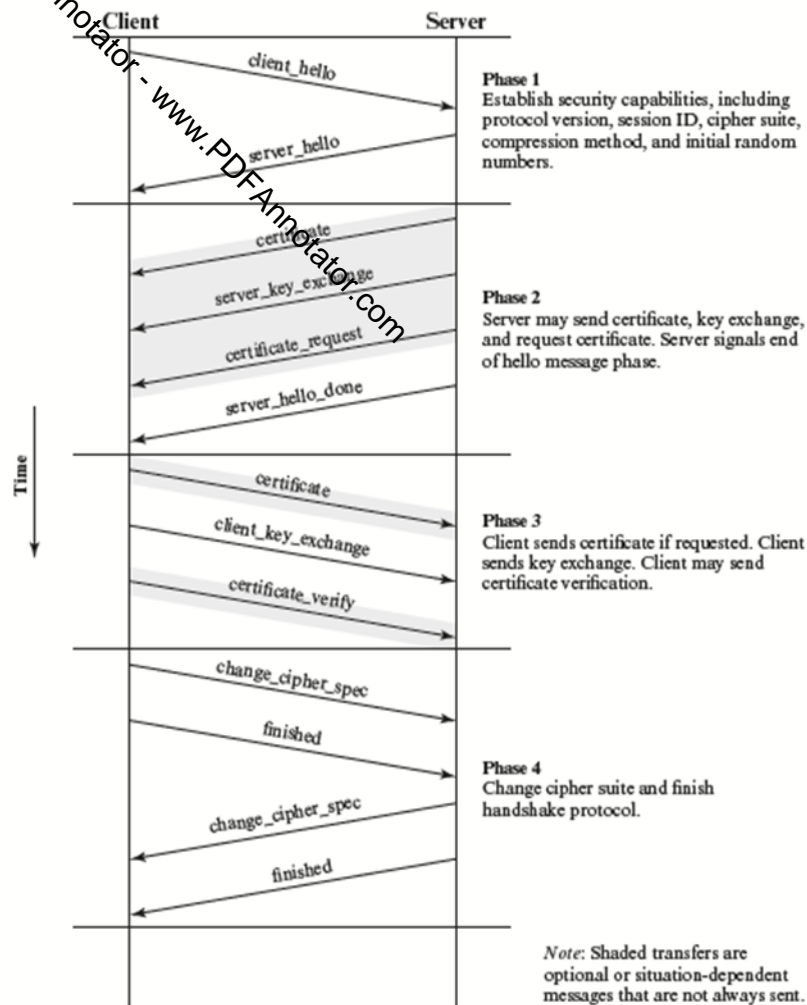 Client
Server
client_hello
Phase 1
Establish security capabilities, including
protocol version, session ID, cipher suite,
compression method, and initial random
numbers.
server_hello
certificate
server_key_exchange
certificate_request
server_hello_done
Phase 2
Server may send certificate, key exchange,
and request certificate. Server signals end
of hello message phase.
Time
certificate
client_key_exchange
certificate_verify
Phase 3
Client sends certificate if requested. Client
sends key exchange. Client may send
certificate verification.
change_cipher_spec
finished
change_cipher_spec
finished
Phase 4
Change cipher suite and finish
handshake protocol.
Note: Shaded transfers are
optional or situation-dependent
messages that are not always sent.
notator - www.PDFAnnotator.com